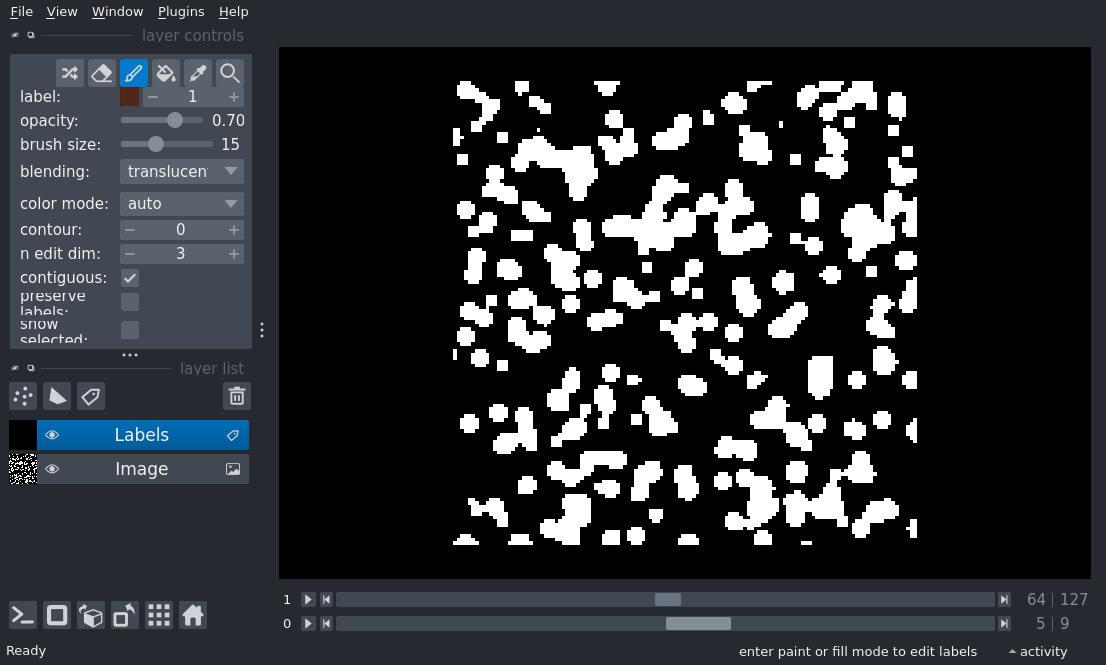 File View Window Plugins Help
layer controls
label: 1
opacity: 0.70
brush size: 15
blending: translucen
color mode: auto
contour: 0
n edit dim: 3
contiguous:
preserve
labels:
show
selected:
layer list
Labels
Image
1 64 | 127
0 5 | 9
Ready enter paint or fill mode to edit labels activity